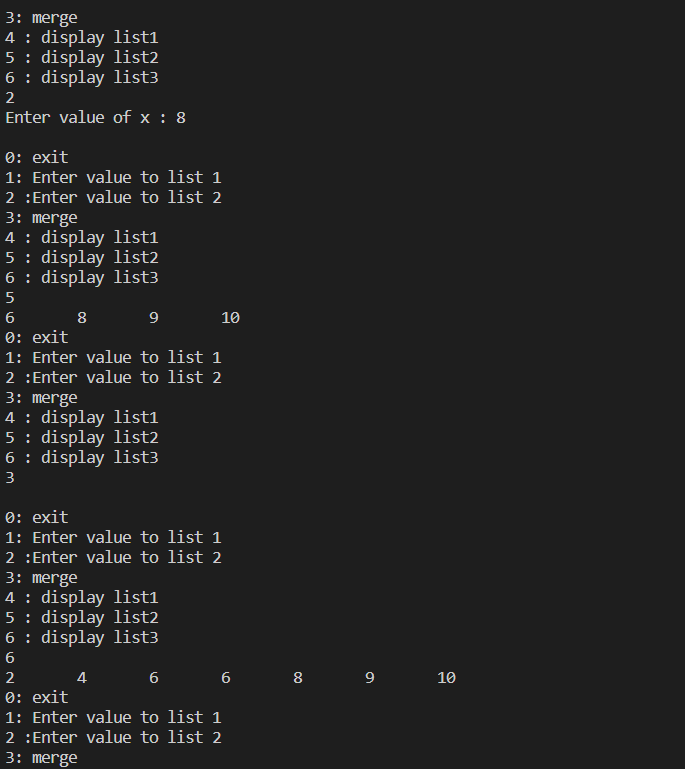 3: merge
4 : display list1
5 : display list2
6 : display list3
2
Enter value of x : 8
0: exit
1: Enter value to list 1
2 :Enter value to list 2
3: merge
4 : display list1
5 : display list2
6 : display list3
5
6 8 9 10
0: exit
1: Enter value to list 1
2 :Enter value to list 2
3: merge
4 : display list1
5 : display list2
6 : display list3
3
0: exit
1: Enter value to list 1
2 :Enter value to list 2
3: merge
4 : display list1
5 : display list2
6 : display list3
6
2 4 6 6 8 9 10
0: exit
1: Enter value to list 1
2 :Enter value to list 2
3: merge